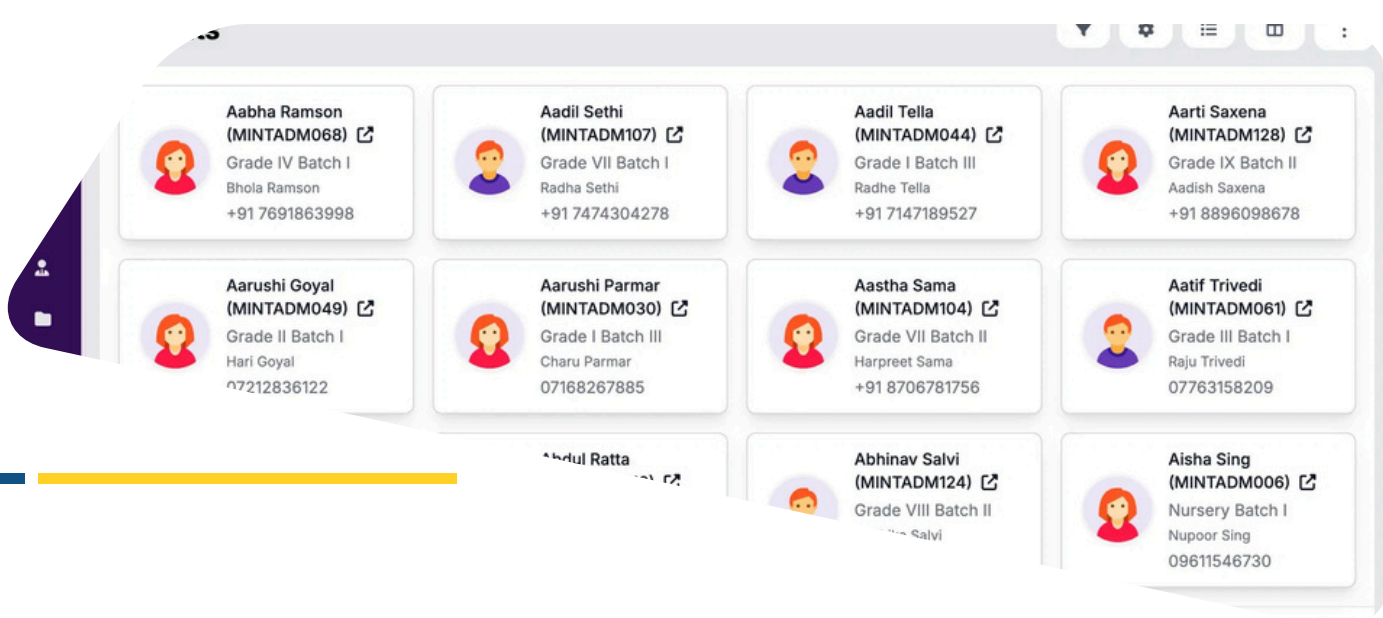 Aabha Ramson
(MINTADM068)
Grade IV Batch I
Bhola Ramson
+91 7691863998
Aadil Sethi
(MINTADM107)
Grade VII Batch I
Radha Sethi
+91 7474304278
Aadil Tella
(MINTADM044)
Grade I Batch III
Radhe Tella
+91 7147189527
Aarti Saxena
(MINTADM128)
Grade IX Batch II
Aadish Saxena
+91 8896098678
Aarushi Goyal
(MINTADM049)
Grade II Batch I
Hari Goyal
07212836122
Aarushi Parmar
(MINTADM030)
Grade I Batch III
Charu Parmar
07168267885
Aastha Sama
(MINTADM104)
Grade VII Batch II
Harpreet Sama
+91 8706781756
Aatif Trivedi
(MINTADM061)
Grade III Batch I
Raju Trivedi
07763158209
Abdul Ratta
Abhinav Salvi
(MINTADM124)
Grade VIII Batch II
Salvi
Aisha Sing
(MINTADM006)
Nursery Batch I
Nupoor Sing
09611546730